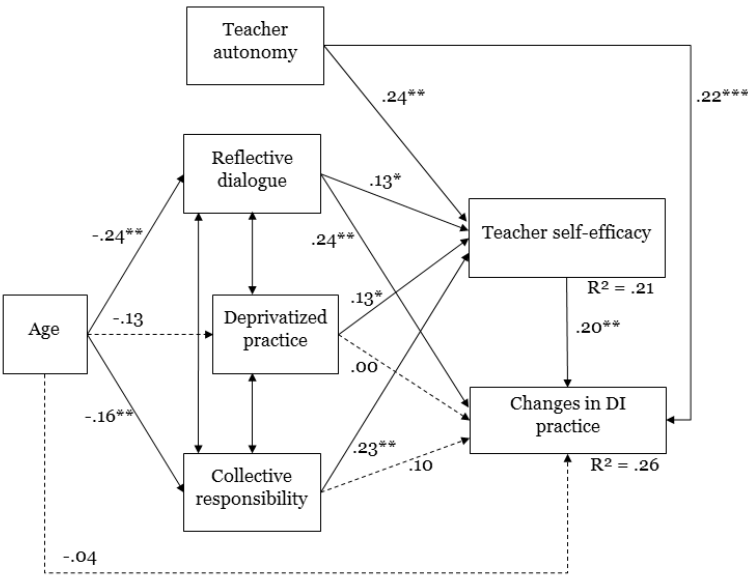 Teacher
autonomy
.24**
.22***
Reflective
dialogue
.13*
-.24**
.24**
Teacher self-efficacy
R² = .21
Age
-.13
Deprivatized
practice
.13*
.00
.20**
-.16**
Changes in DI
practice
R² = .26
.23**
.10
Collective
responsibility
-.04